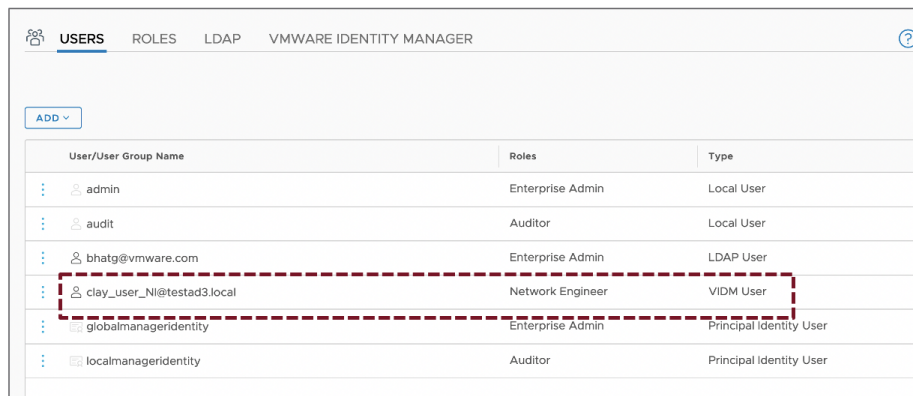 USERS ROLES LDAP VMWARE IDENTITY MANAGER
ADD
User/User Group Name Roles Type
admin Enterprise Admin Local User
audit Auditor Local User
bhatg@vmware.com Enterprise Admin LDAP User
clay_user_NI@testad3.local Network Engineer VIDM User
globalmanageridentity Enterprise Admin Principal Identity User
localmanageridentity Auditor Principal Identity User